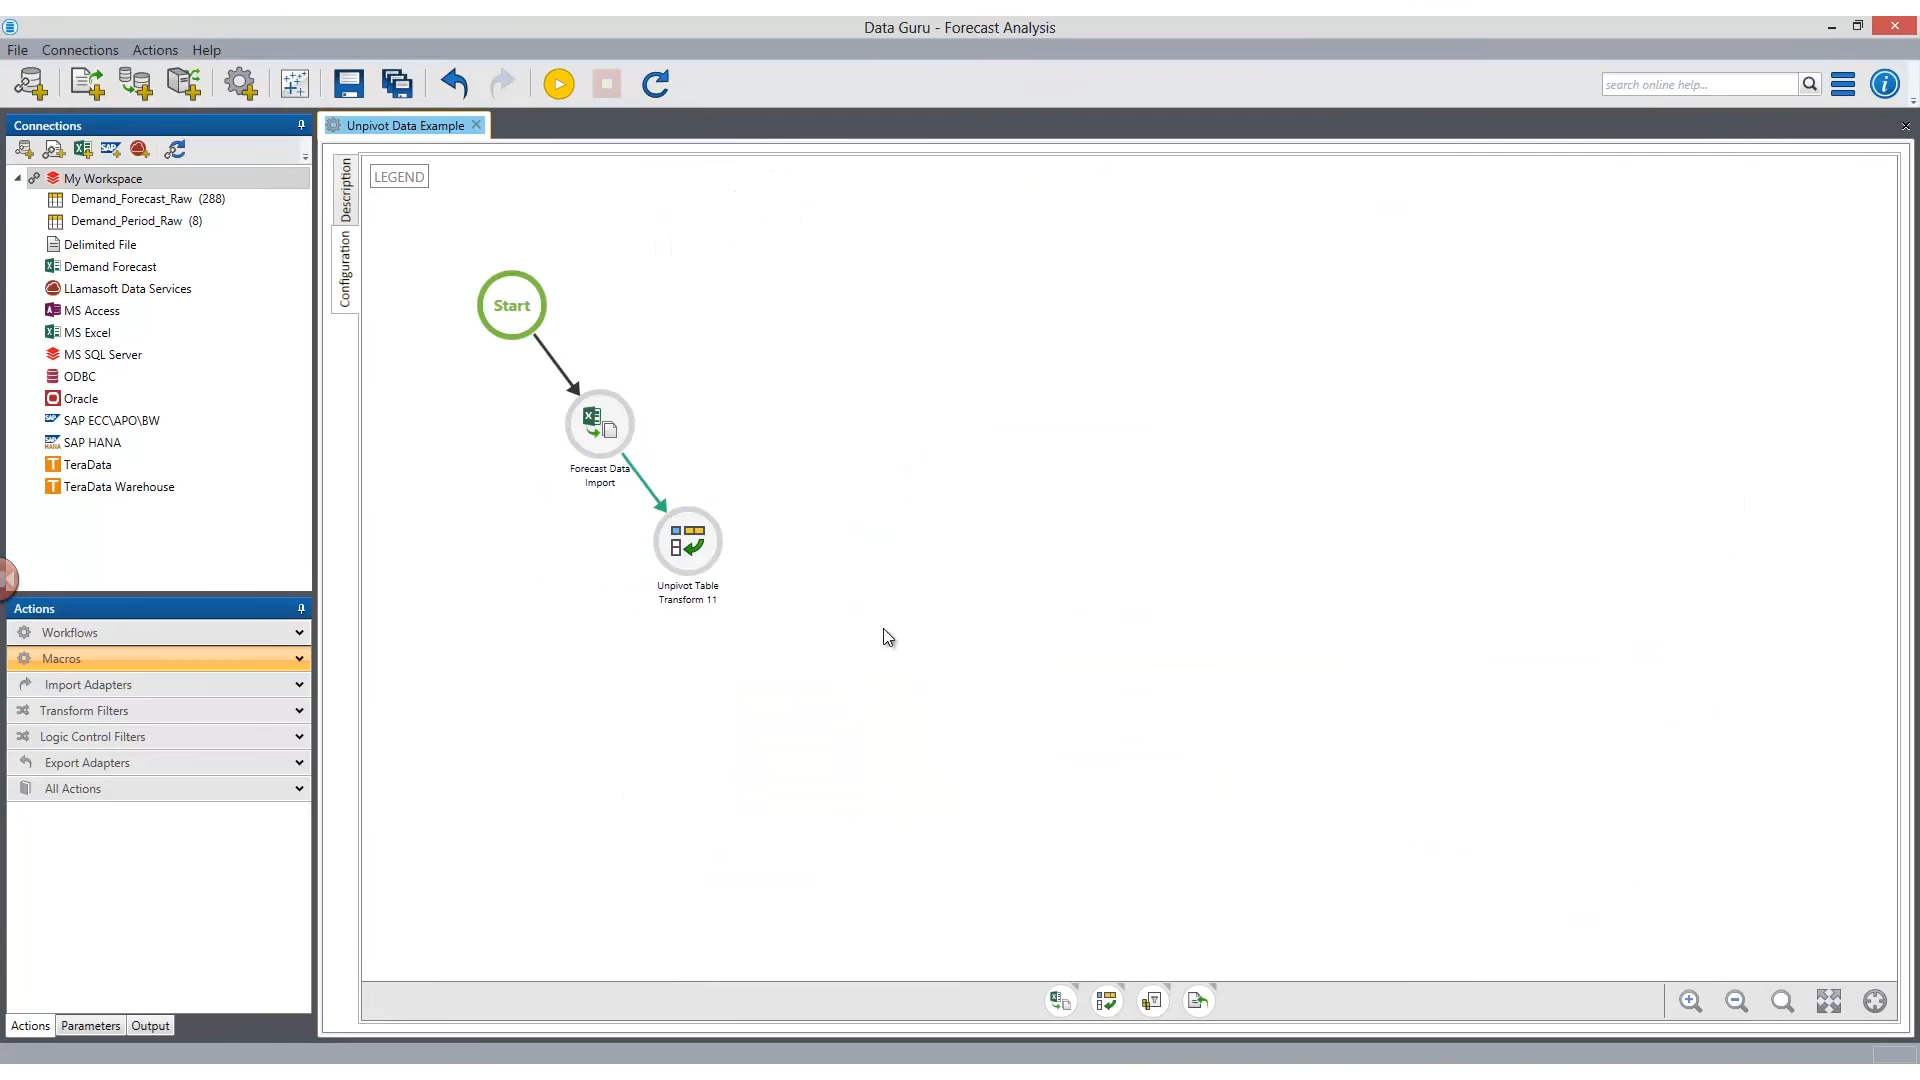 Data Guru - Forecast Analysis
File Connections Actions Help
search online help...
Connections
Unpivot Data Example
SAP
My Workspace
Demand_Forecast_Raw (288)
Demand_Period_Raw (8)
Delimited File
Demand Forecast
LLamasoft Data Services
MS Access
MS Excel
MS SQL Server
ODBC
Oracle
SAP ECC\APO\BW
SAP HANA
TeraData
TeraData Warehouse
Description
Configuration
LEGEND
Start
Forecast Data
Import
Unpivot Table
Transform 11
Actions
Workflows
Macros
Import Adapters
Transform Filters
Logic Control Filters
Export Adapters
All Actions
Actions Parameters Output